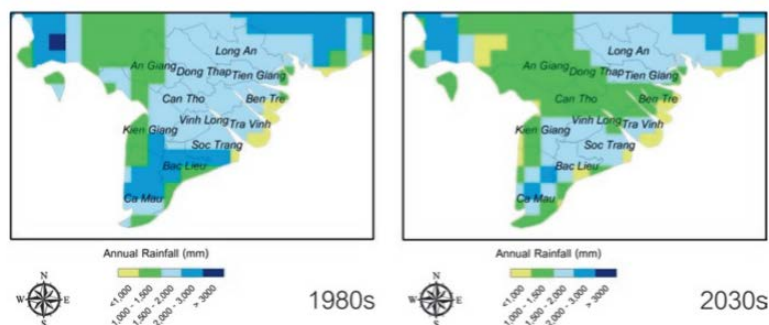 Long An
An Giang
Dong Thap
Tien Giang
Can Tho
Ben Tre
Vinh Long
Tra Vinh
Kien Giang
Soc Trang
Bac Lieu
Ca Mau
Annual Rainfall (mm)
N
W E
S
<1,000
1,000 - 1,500
1,500 - 2,000
2,000 - 3,000
> 3000
1980s
Long An
An Giang
Dong Thap
Tien Giang
Can Tho
Ben Tre
Vinh Long
Tra Vinh
Kien Giang
Soc Trang
Bac Lieu
Ca Mau
Annual Rainfall (mm)
N
W E
S
<1,000
1,000 - 1,500
1,500 - 2,000
2,000 - 3,000
> 3000
2030s